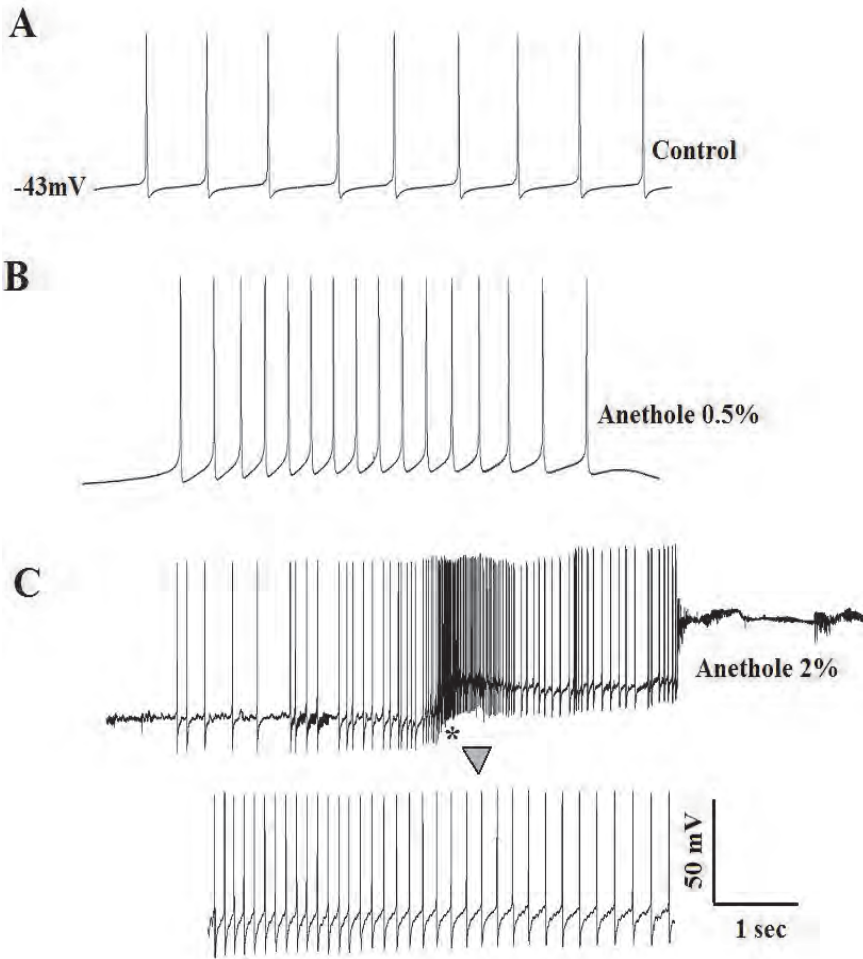 A
Control
-43mV
B
Anethole 0.5%
C
Anethole 2%
*
50 mV
1 sec